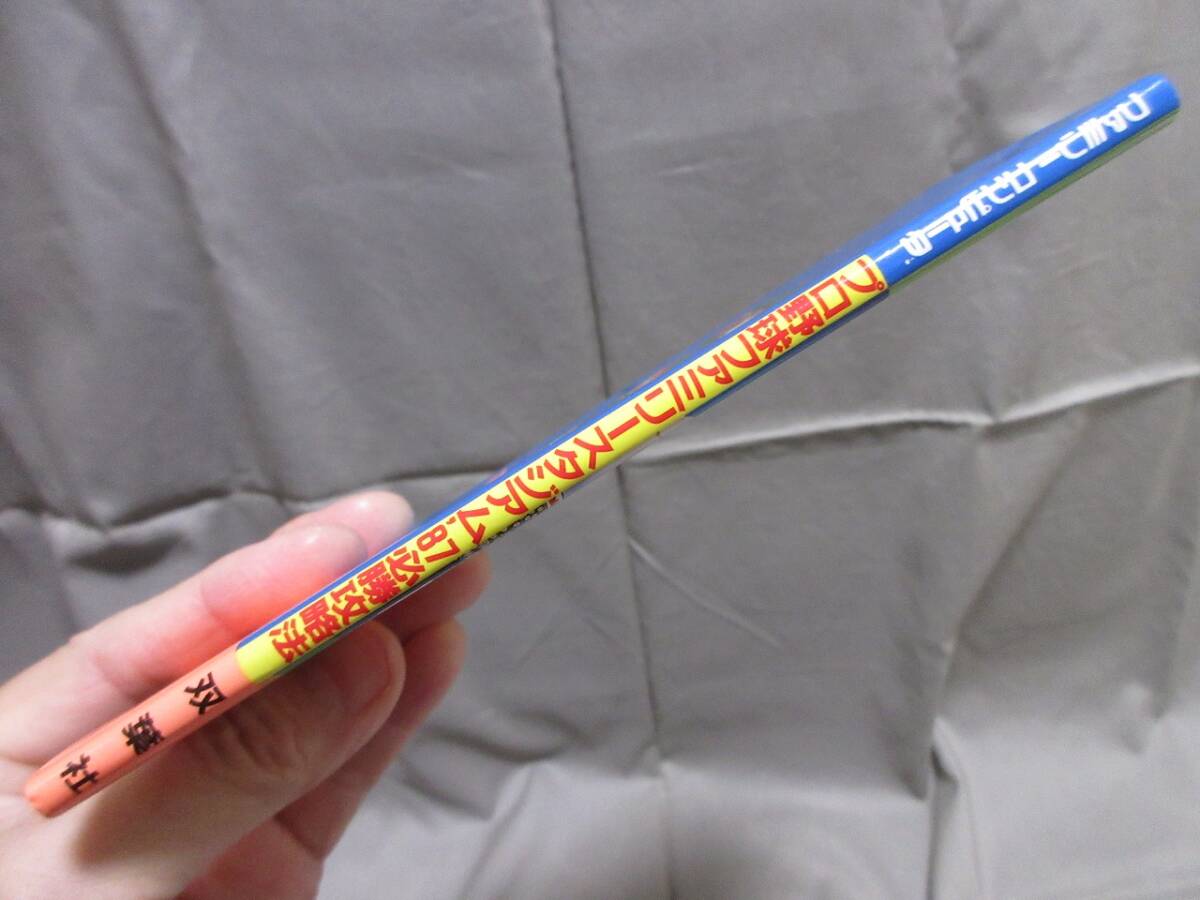 ファミリーコンピュータ
プロ野球ファミリースタジアム'87必勝攻略法
双葉社